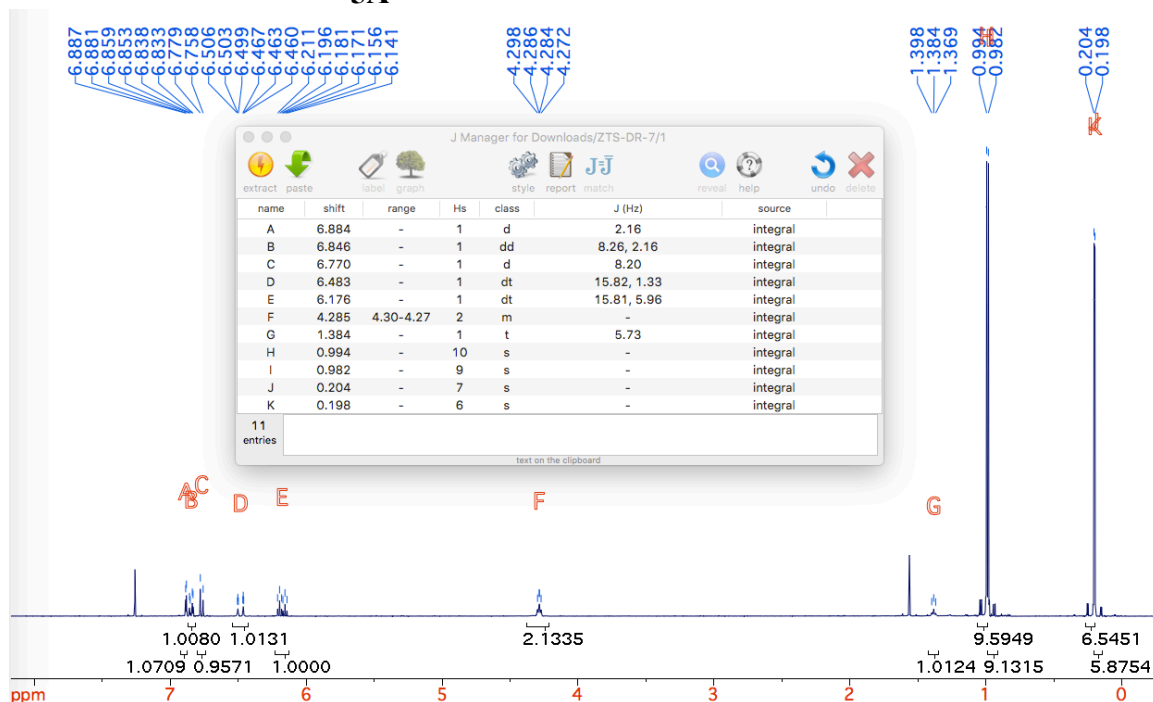 6.887
6.881
6.859
6.853
6.838
6.833
6.779
6.758
6.506
6.503
6.499
6.467
6.463
6.460
6.211
6.196
6.181
6.171
6.156
6.141
4.298
4.286
4.284
4.272
1.398
1.384
1.369
0.994
0.982
0.204
0.198
K
J Manager for Downloads/ZTS-DR-7/1
extract paste label graph style report match reveal help undo delete
name shift range Hs class J (Hz) source
A 6.884 - 1 d 2.16 integral
B 6.846 - 1 dd 8.26, 2.16 integral
C 6.770 - 1 d 8.20 integral
D 6.483 - 1 dt 15.82, 1.33 integral
E 6.176 - 1 dt 15.81, 5.96 integral
F 4.285 4.30-4.27 2 m - integral
G 1.384 - 1 t 5.73 integral
H 0.994 - 10 s - integral
I 0.982 - 9 s - integral
J 0.204 - 7 s - integral
K 0.198 - 6 s - integral
11
entries
text on the clipboard
A B C D E F G
1.0080 1.0131 2.1335 9.5949 6.5451
1.0709 0.9571 1.0000 1.0124 9.1315 5.8754
ppm 7 6 5 4 3 2 1 0